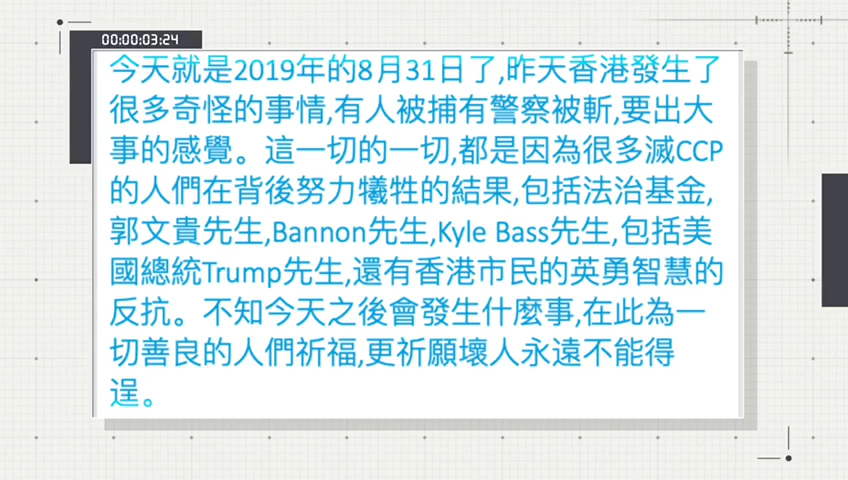 00:00:03:24
今天就是2019年的8月31日了,昨天香港發生了
很多奇怪的事情,有人被捕有警察被斬,要出大
事的感覺。這一切的一切,都是因為很多滅CCP
的人們在背後努力犧牲的結果,包括法治基金,
郭文貴先生,Bannon先生,Kyle Bass先生,包括美
國總統Trump先生,還有香港市民的英勇智慧的
反抗。不知今天之後會發生什麼事,在此為一
切善良的人們祈福,更祈願壞人永遠不能得
逞。